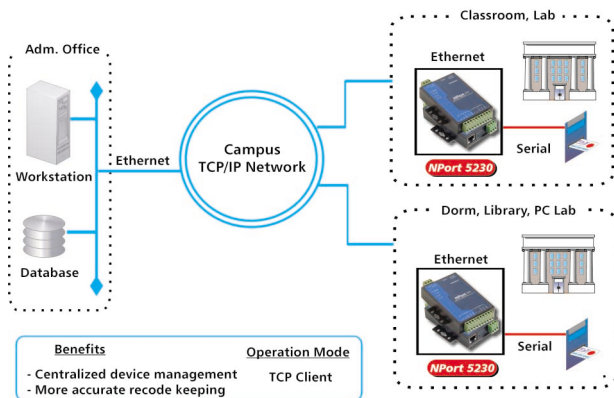 Adm. Office
Workstation
Database
Ethernet
Campus
TCP/IP Network
Classroom, Lab
Ethernet
NPort 5230
Serial
Dorm, Library, PC Lab
Ethernet
NPort 5230
Serial
Benefits
- Centralized device management
- More accurate recode keeping
Operation Mode
TCP Client